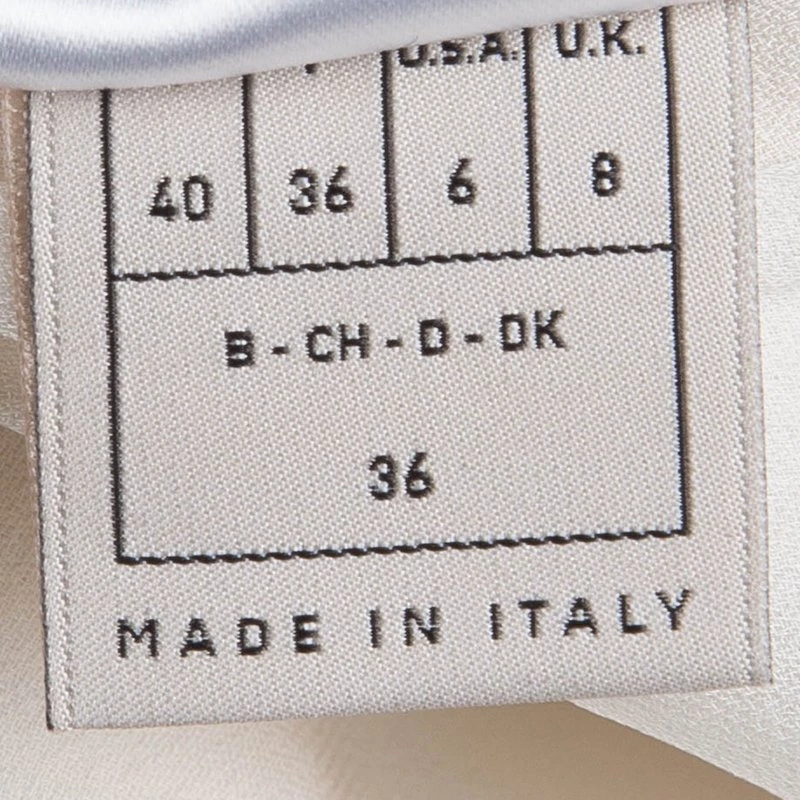 U.S.A. U.K.
40 36 6 8
B - CH - D - DK
36
MADE IN ITALY